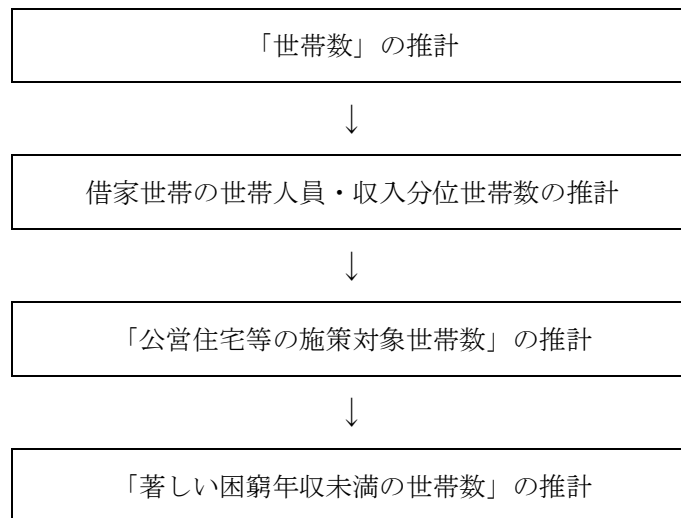 「世帯数」の推計
↓
借家世帯の世帯人員・収入分位世帯数の推計
↓
「公営住宅等の施策対象世帯数」の推計
↓
「著しい困窮年収未満の世帯数」の推計